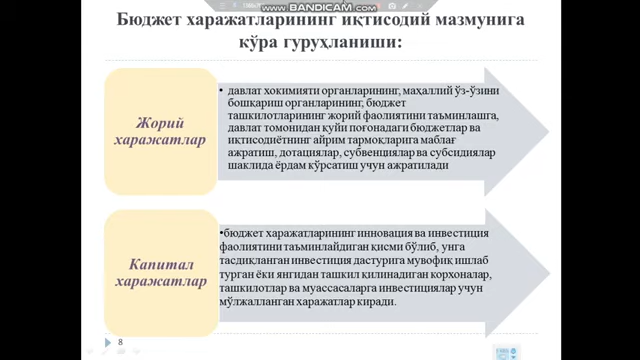 www.BANDICAM.com
Бюджет харажатларининг иқтисодий мазмунига
кўра гуруҳланиши:
Жорий
харажатлар
• давлат хокимияти органларининг, маҳаллий ўз-ўзини
бошқариш органларининг, бюджет
ташкилотларининг жорий фаолиятини таъминлашга,
давлат томонидан қуйи поғонадаги бюджетлар ва
иқтисодиётнинг айрим тармоқларига маблағ
ажратиш, дотациялар, субвенциялар ва субсидиялар
шаклида ёрдам кўрсатиш учун ажратилади
Капитал
харажатлар
•бюджет харажатларининг инновация ва инвестиция
фаолиятини таъминлайдиган қисми бўлиб, унга
тасдиқланган инвестиция дастурига мувофиқ ишлаб
турган ёки янгидан ташкил қилинадиган корхоналар,
ташкилотлар ва муассасаларга инвестициялар учун
мўлжалланган харажатлар киради.
8